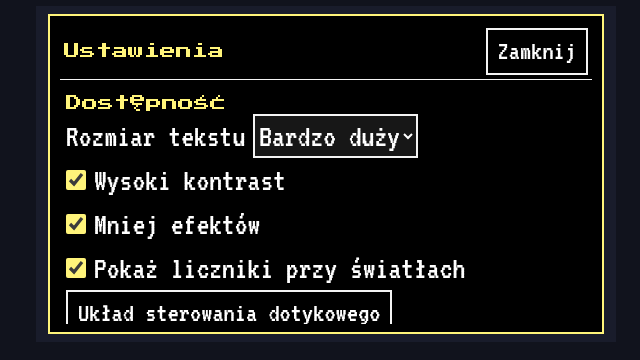 Ustawienia
Zamknij
Dostępność
Rozmiar tekstu Bardzo duży
Wysoki kontrast
Mniej efektów
Pokaż liczniki przy światłach
Układ sterowania dotykowego